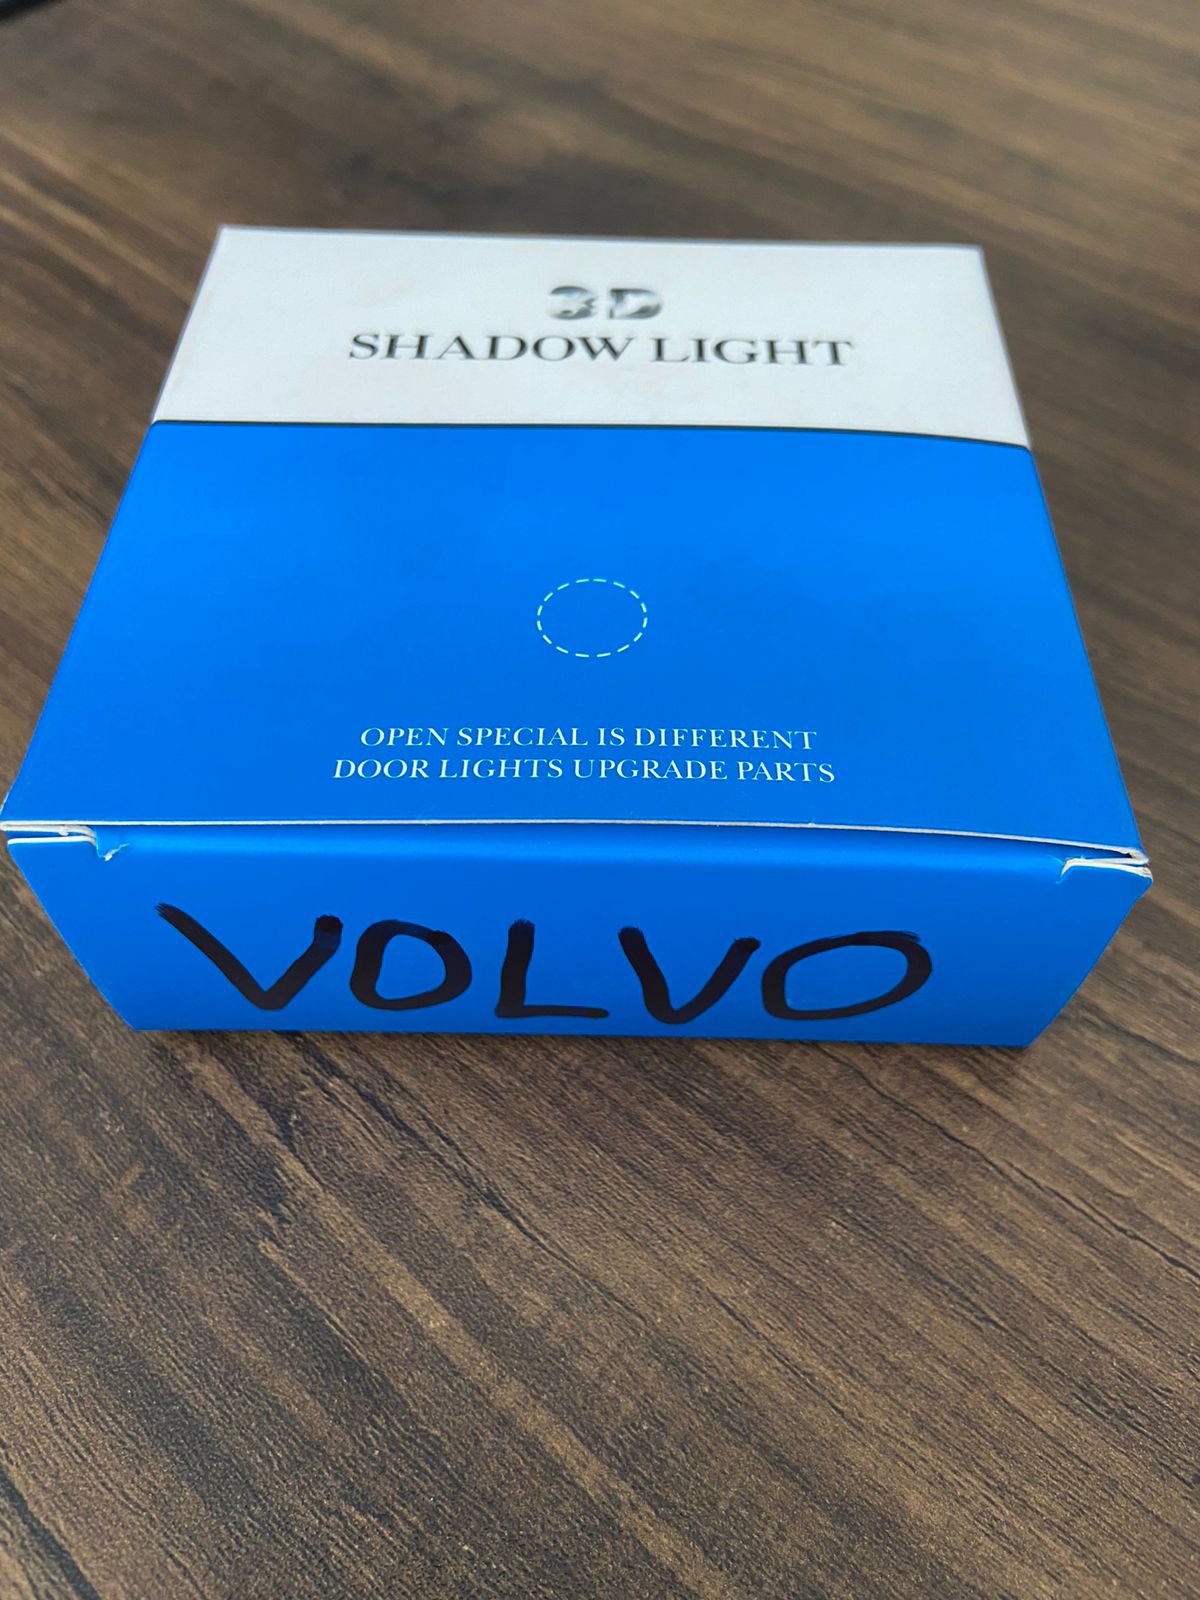 3D
SHADOW LIGHT
OPEN SPECIAL IS DIFFERENT
DOOR LIGHTS UPGRADE PARTS
VOLVO